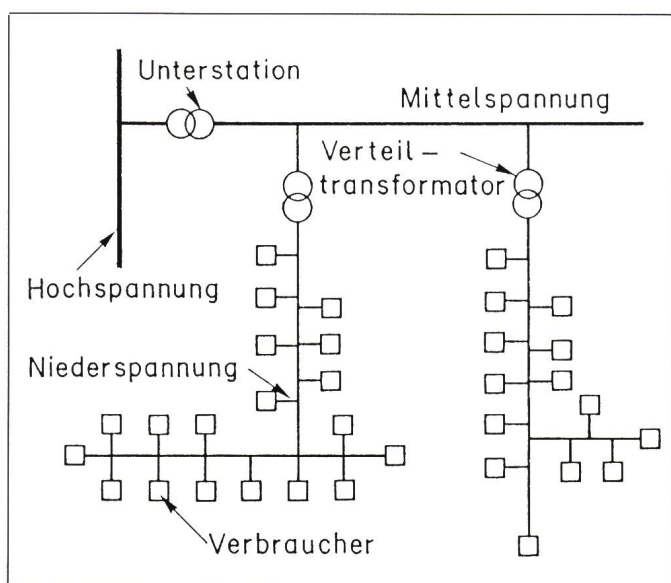 Unterstation
Mittelspannung
Verteil-
transformator
Hochspannung
Niederspannung
Verbraucher